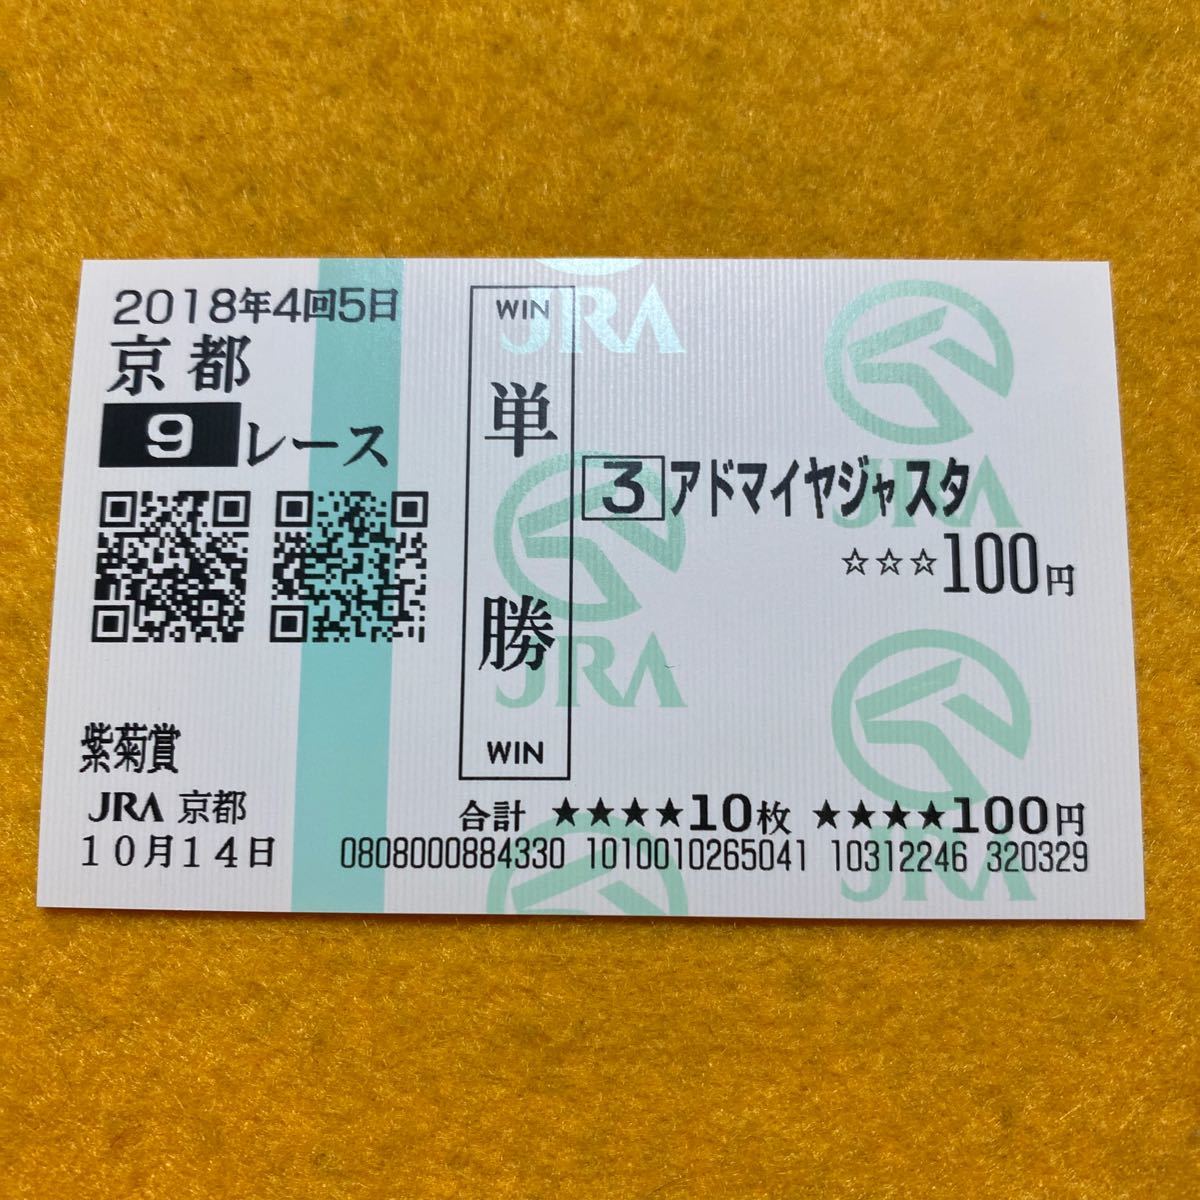 2018年4回5日
京都
9レース
紫菊賞
JRA 京都
10月14日
WIN
単勝
WIN
3 アドマイヤジャスタ
☆☆☆100円
合計 ★★★★10枚 ★★★★100円
0808000884330 1010010265041 10312246 320329
JRA
JRA
JRA
JRA